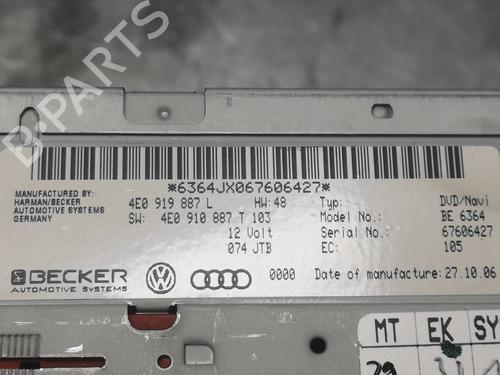 *6364JX067606427*
MANUFACTURED BY:
HARMAN/BECKER
AUTOMOTIVE SYSTEMS
GERMANY
4E0 919 887 L HW:48 Typ: DVD/Navi
SW: 4E0 910 887 T 103 Model No.: BE 6364
12 Volt Serial No.: 67606427
074 JTB EC: 105
BECKER
AUTOMOTIVE SYSTEMS
0000 Date of manufacture: 27.10.06
MT EK SY
B-PARTS